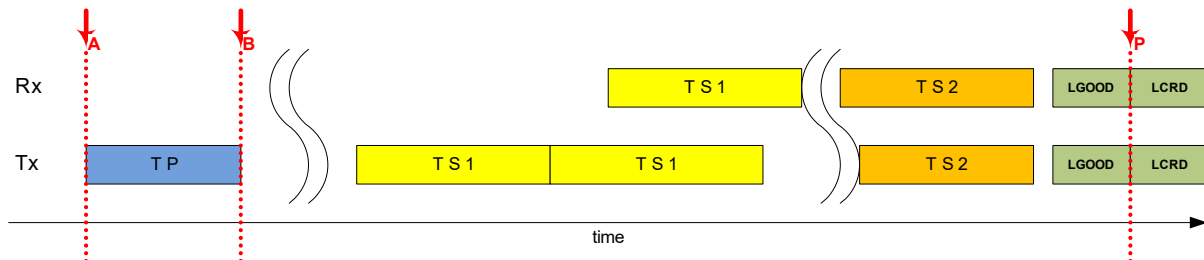 A B P
Rx T S 1 T S 2 LGOOD LCRD
Tx T P T S 1 T S 1 T S 2 LGOOD LCRD
time